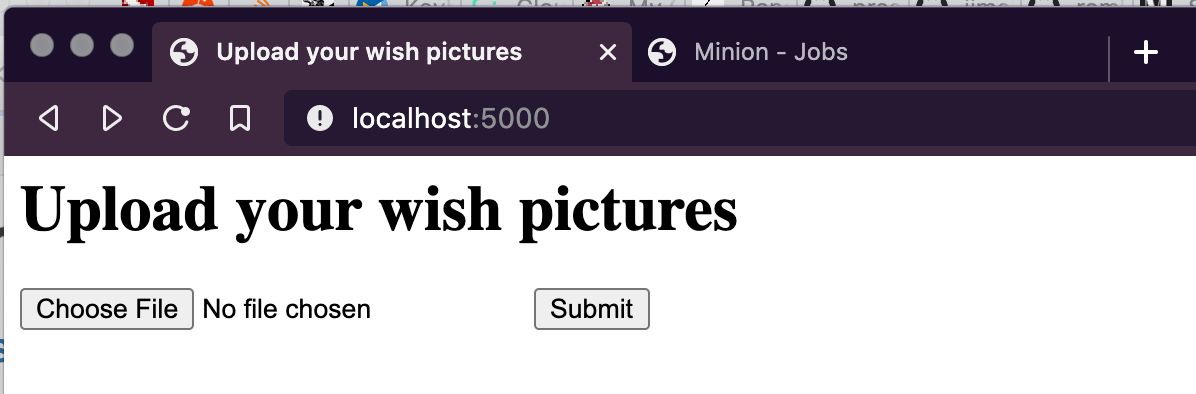 Upload your wish pictures
Minion - Jobs
localhost:5000
Upload your wish pictures
Choose File No file chosen Submit